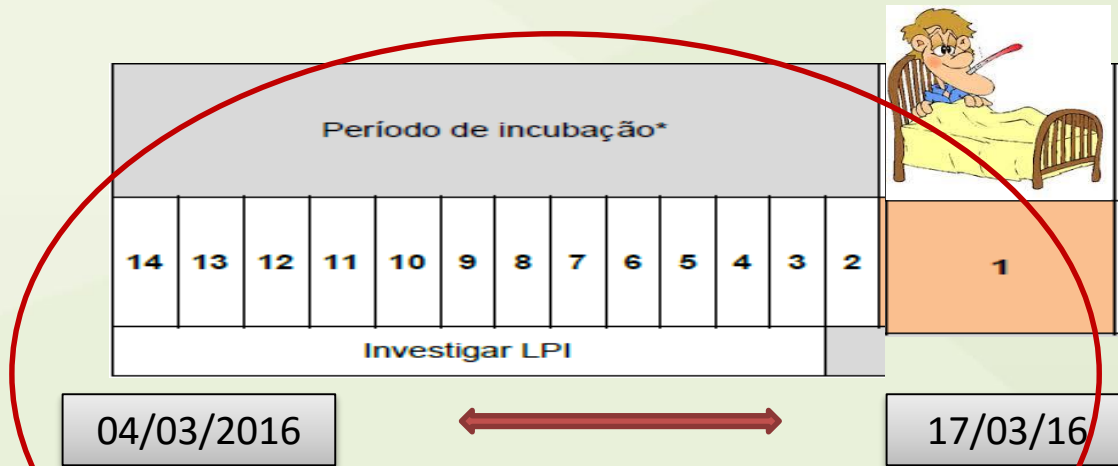 Período de incubação*
14 13 12 11 10 9 8 7 6 5 4 3 2 1
Investigar LPI
04/03/2016 17/03/16